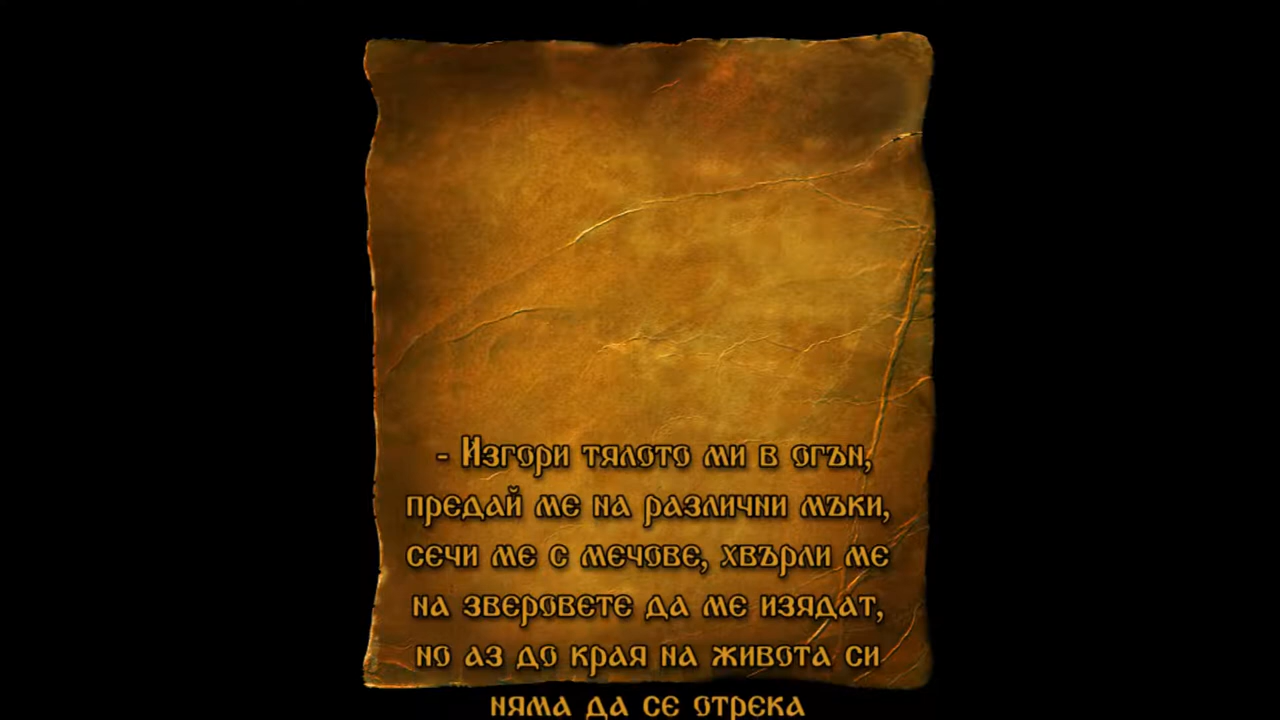 - Изгори тялото ми в огън,
предай ме на различни мъки,
сечи ме с мечове, хвърли ме
на зверовете да ме изядат,
но аз до края на живота си
няма да се отрека